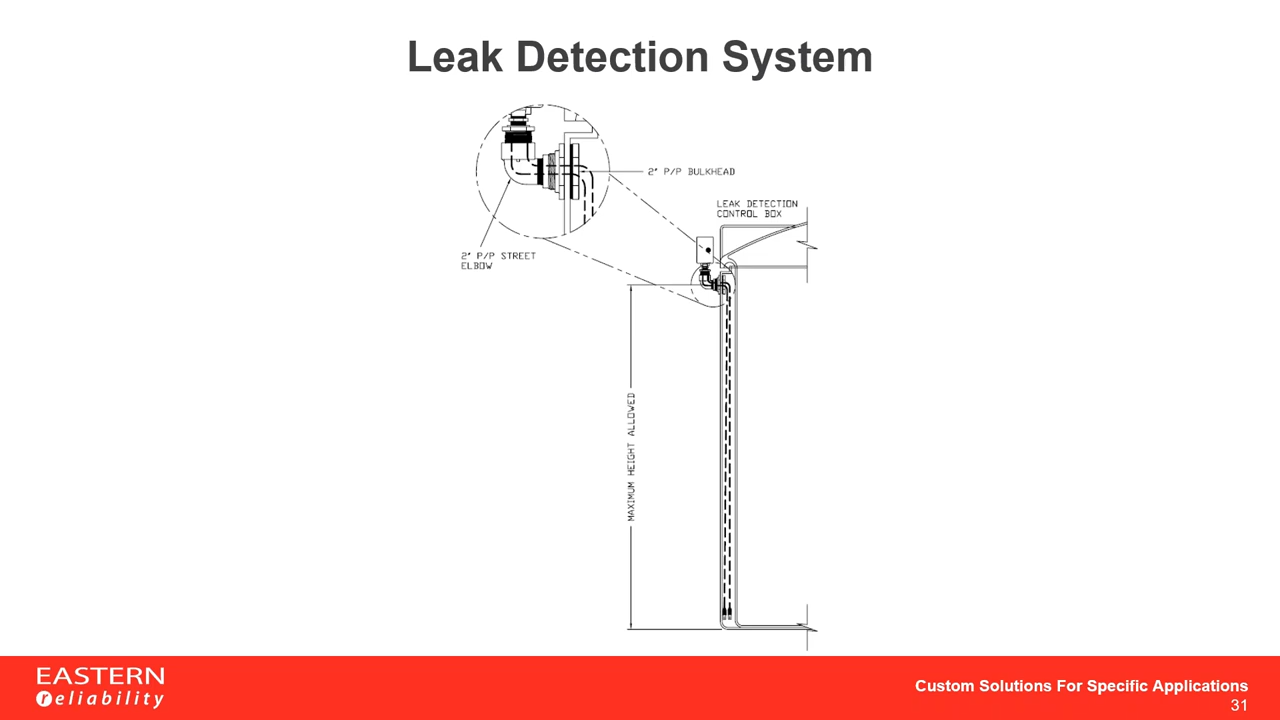 Leak Detection System
2" P/P BULKHEAD
LEAK DETECTION
CONTROL BOX
2" P/P STREET
ELBOW
MAXIMUM HEIGHT ALLOWED
EASTERN
reliability
Custom Solutions For Specific Applications
31